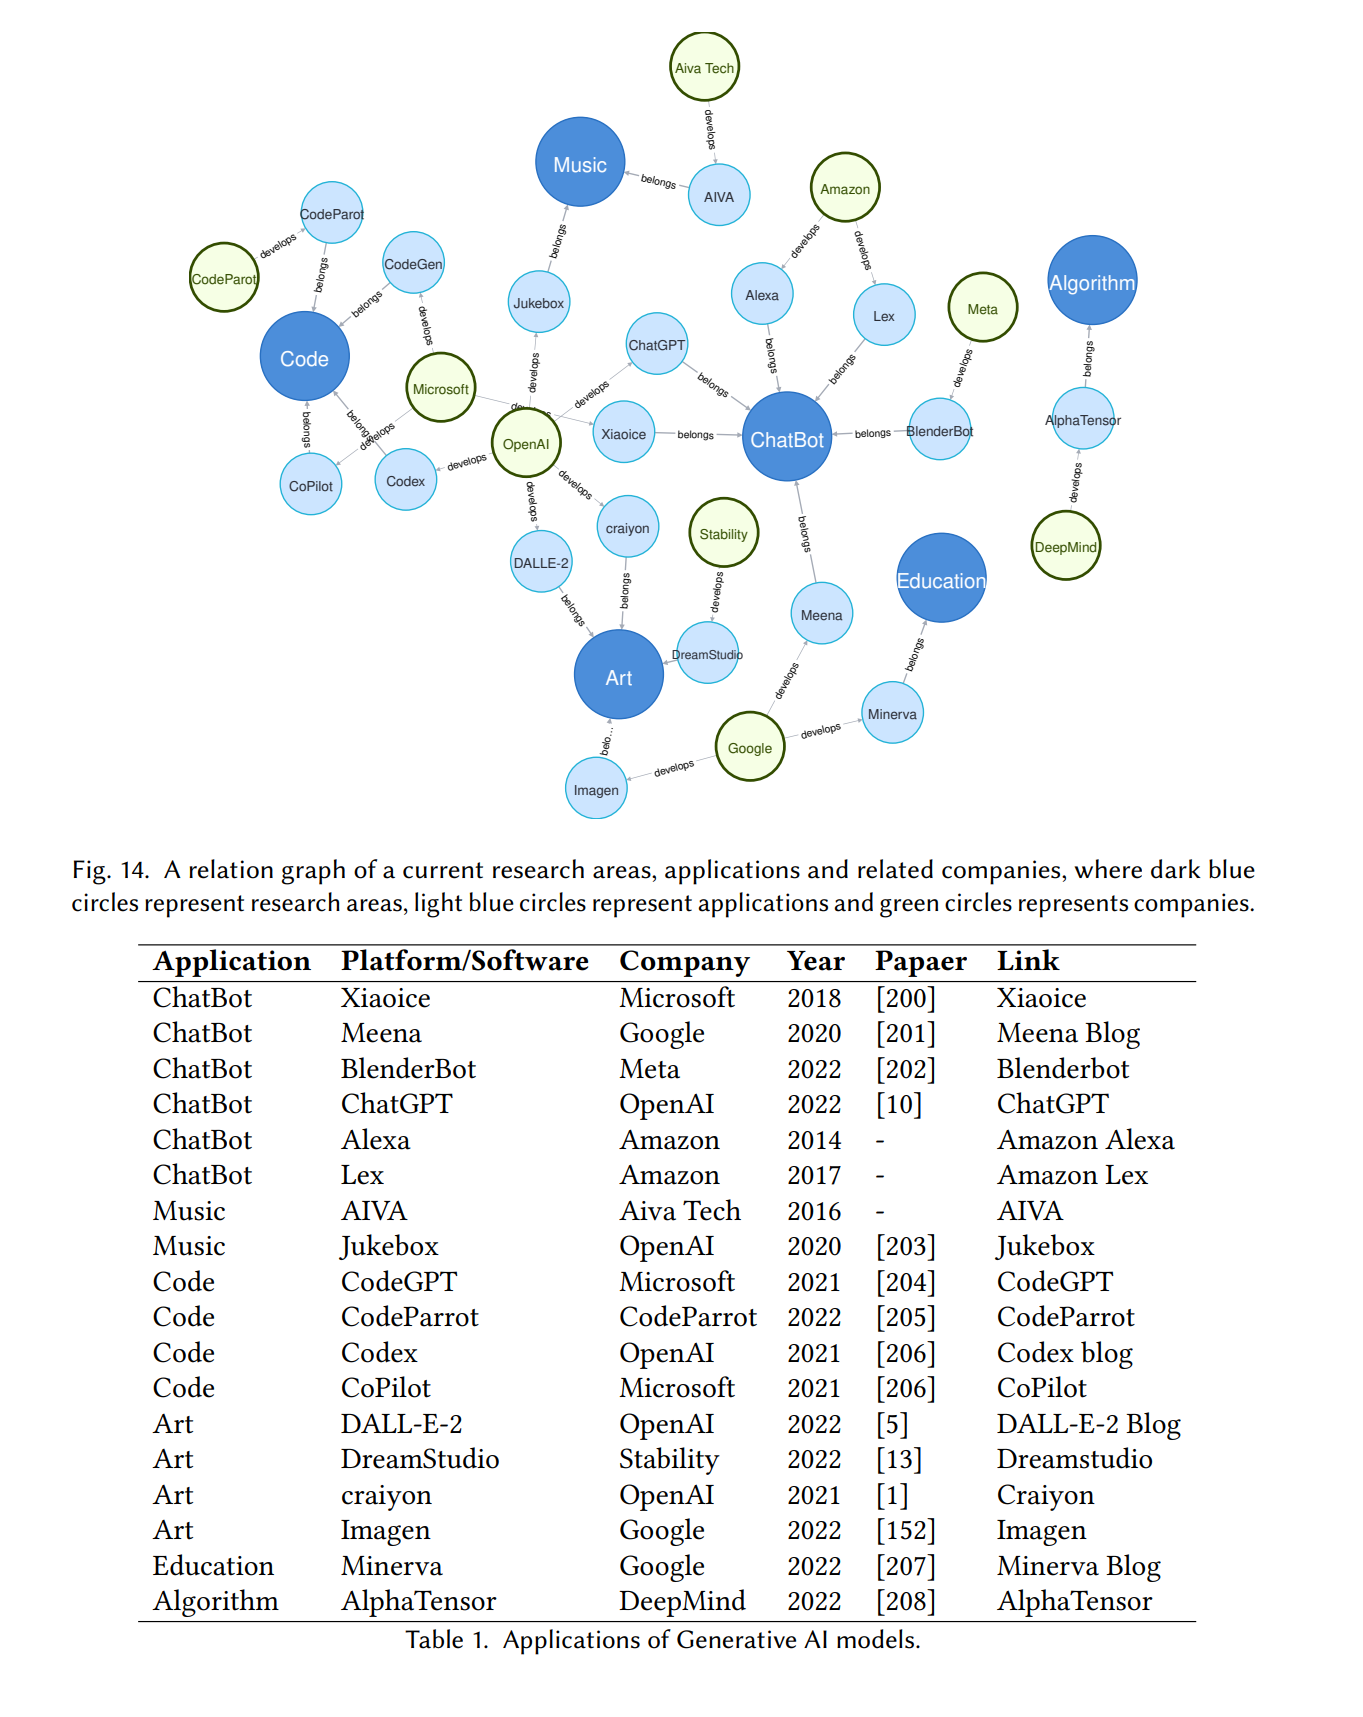 Aiva Tech
develops
Music
belongs
AIVA
Amazon
CodeParot
develops
CodeParot
belongs
CodeGen
belongs
develops
belongs
Jukebox
develops
develops
Alexa
Lex
Meta
Algorithm
Code
Microsoft
develops
ChatGPT
develops
belongs
belongs
belongs
develops
belongs
OpenAI
Xiaoice
belongs
ChatBot
belongs
BlenderBot
AlphaTensor
belongs
belongs
develops
CoPilot
Codex
develops
develops
develops
craiyon
DALLE-2
belongs
belongs
Stability
develops
belongs
develops
DeepMind
Education
Meena
DreamStudio
Art
belo...
Imagen
develops
Google
develops
develops
belongs
Minerva
Fig. 14. A relation graph of a current research areas, applications and related companies, where dark blue
circles represent research areas, light blue circles represent applications and green circles represents companies.
Application Platform/Software Company Year Papaer Link
ChatBot Xiaoice Microsoft 2018 [200] Xiaoice
ChatBot Meena Google 2020 [201] Meena Blog
ChatBot BlenderBot Meta 2022 [202] Blenderbot
ChatBot ChatGPT OpenAI 2022 [10] ChatGPT
ChatBot Alexa Amazon 2014 - Amazon Alexa
ChatBot Lex Amazon 2017 - Amazon Lex
Music AIVA Aiva Tech 2016 - AIVA
Music Jukebox OpenAI 2020 [203] Jukebox
Code CodeGPT Microsoft 2021 [204] CodeGPT
Code CodeParrot CodeParrot 2022 [205] CodeParrot
Code Codex OpenAI 2021 [206] Codex blog
Code CoPilot Microsoft 2021 [206] CoPilot
Art DALL-E-2 OpenAI 2022 [5] DALL-E-2 Blog
Art DreamStudio Stability 2022 [13] Dreamstudio
Art craiyon OpenAI 2021 [1] Craiyon
Art Imagen Google 2022 [152] Imagen
Education Minerva Google 2022 [207] Minerva Blog
Algorithm AlphaTensor DeepMind 2022 [208] AlphaTensor
Table 1. Applications of Generative AI models.